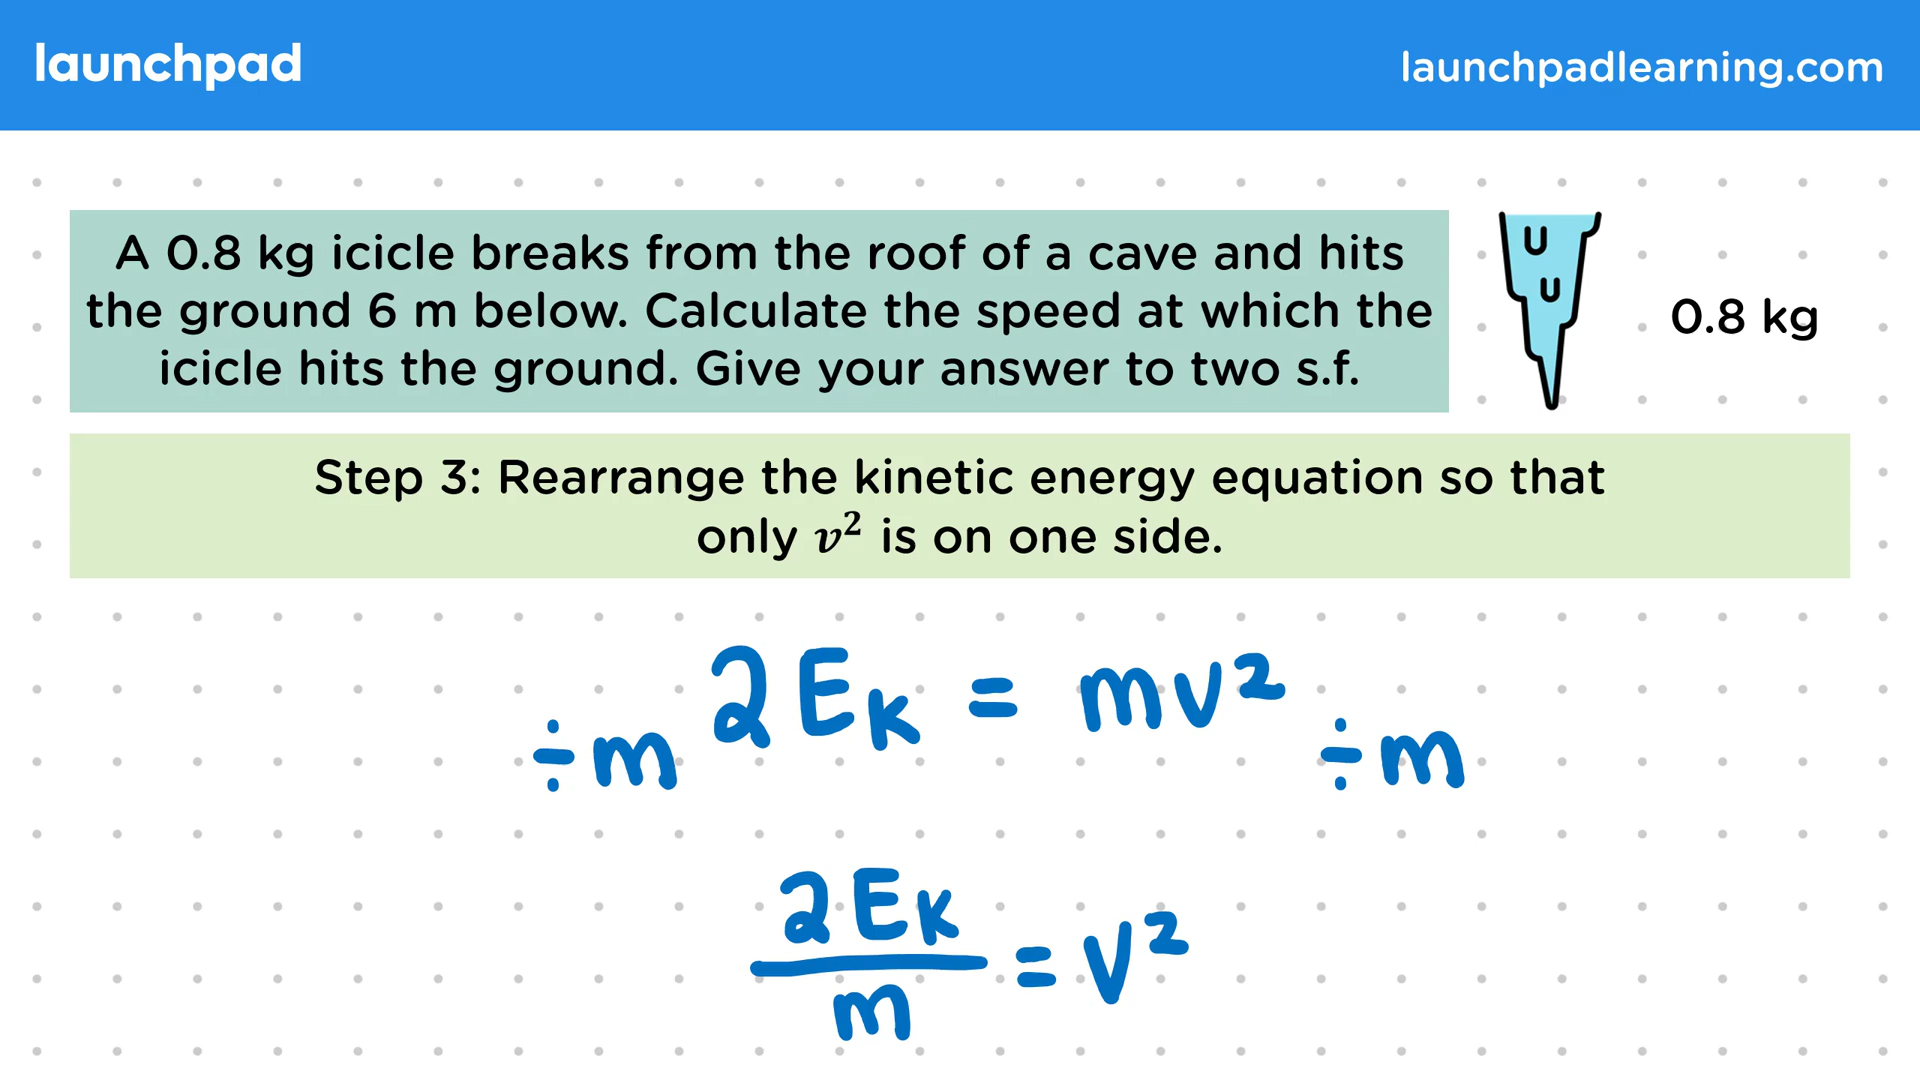 launchpad
launchpadlearning.com
A 0.8 kg icicle breaks from the roof of a cave and hits
the ground 6 m below. Calculate the speed at which the
icicle hits the ground. Give your answer to two s.f.
0.8 kg
Step 3: Rearrange the kinetic energy equation so that
only v² is on one side.
÷m 2Eₖ = mv² ÷m
2Eₖ
m
= v²